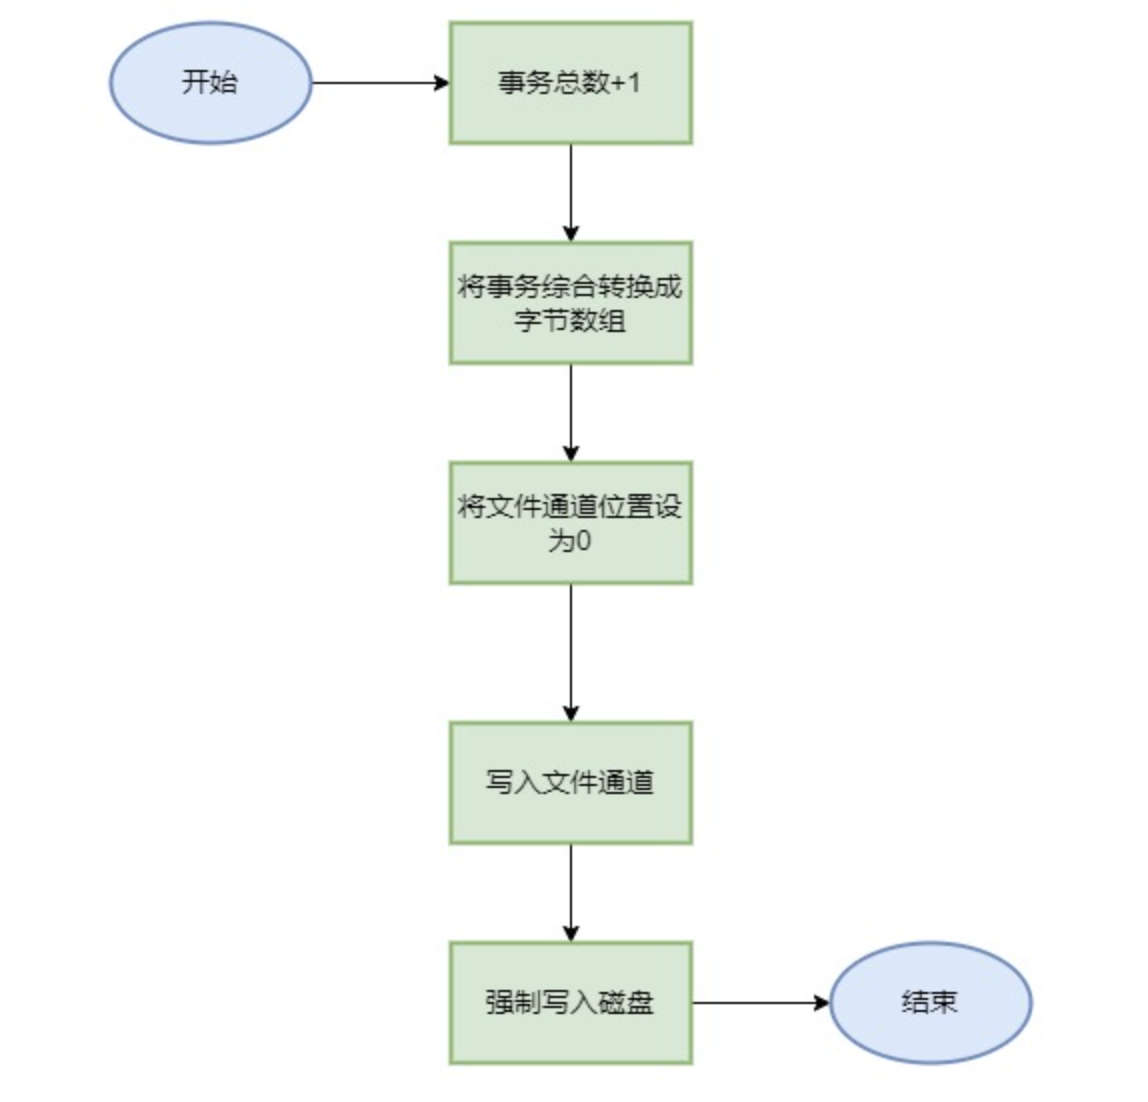 开始
事务总数+1
将事务综合转换成
字节数组
将文件通道位置设
为0
写入文件通道
强制写入磁盘
结束